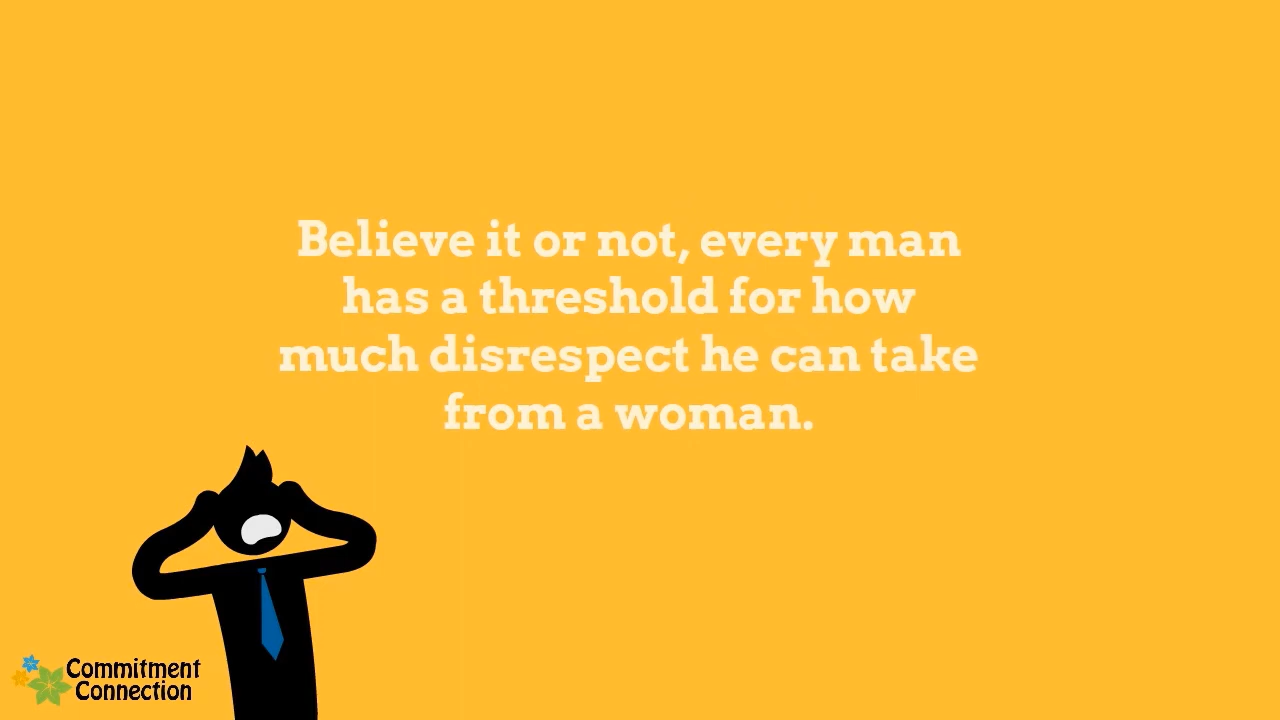 Believe it or not, every man
has a threshold for how
much disrespect he can take
from a woman.
Commitment
Connection